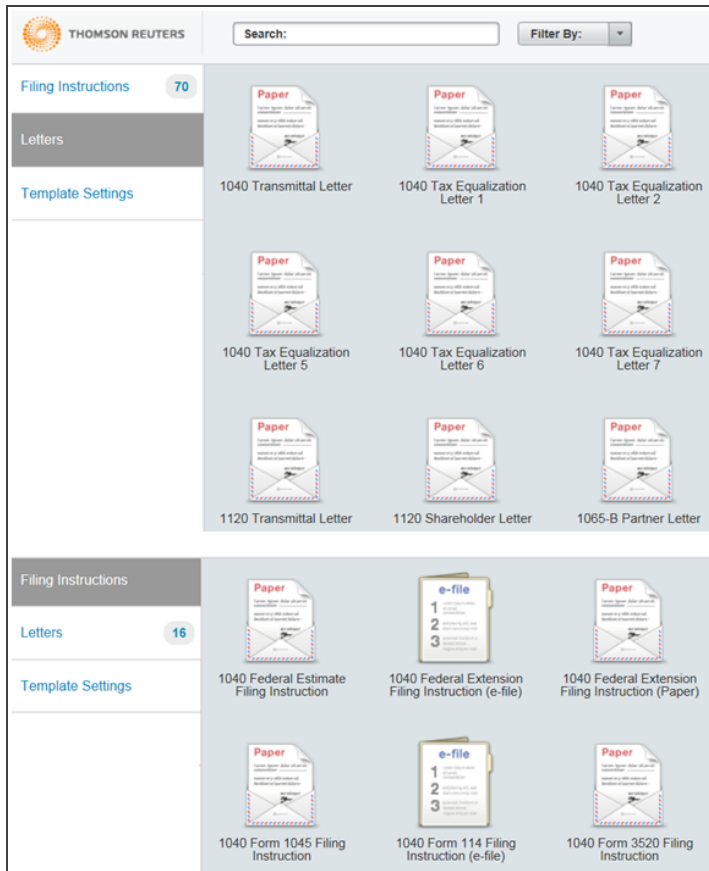 THOMSON REUTERS
Search:
Filter By:
Filing Instructions 70
Letters
Template Settings
Paper
Paper
Paper
1040 Transmittal Letter
1040 Tax Equalization
Letter 1
1040 Tax Equalization
Letter 2
Paper
Paper
Paper
1040 Tax Equalization
Letter 5
1040 Tax Equalization
Letter 6
1040 Tax Equalization
Letter 7
Paper
Paper
Paper
1120 Transmittal Letter
1120 Shareholder Letter
1065-B Partner Letter
Filing Instructions
Letters 16
Template Settings
Paper
e-file
1
2
3
Paper
1040 Federal Estimate
Filing Instruction
1040 Federal Extension
Filing Instruction (e-file)
1040 Federal Extension
Filing Instruction (Paper)
Paper
e-file
1
2
3
Paper
1040 Form 1045 Filing
Instruction
1040 Form 114 Filing
Instruction (e-file)
1040 Form 3520 Filing
Instruction